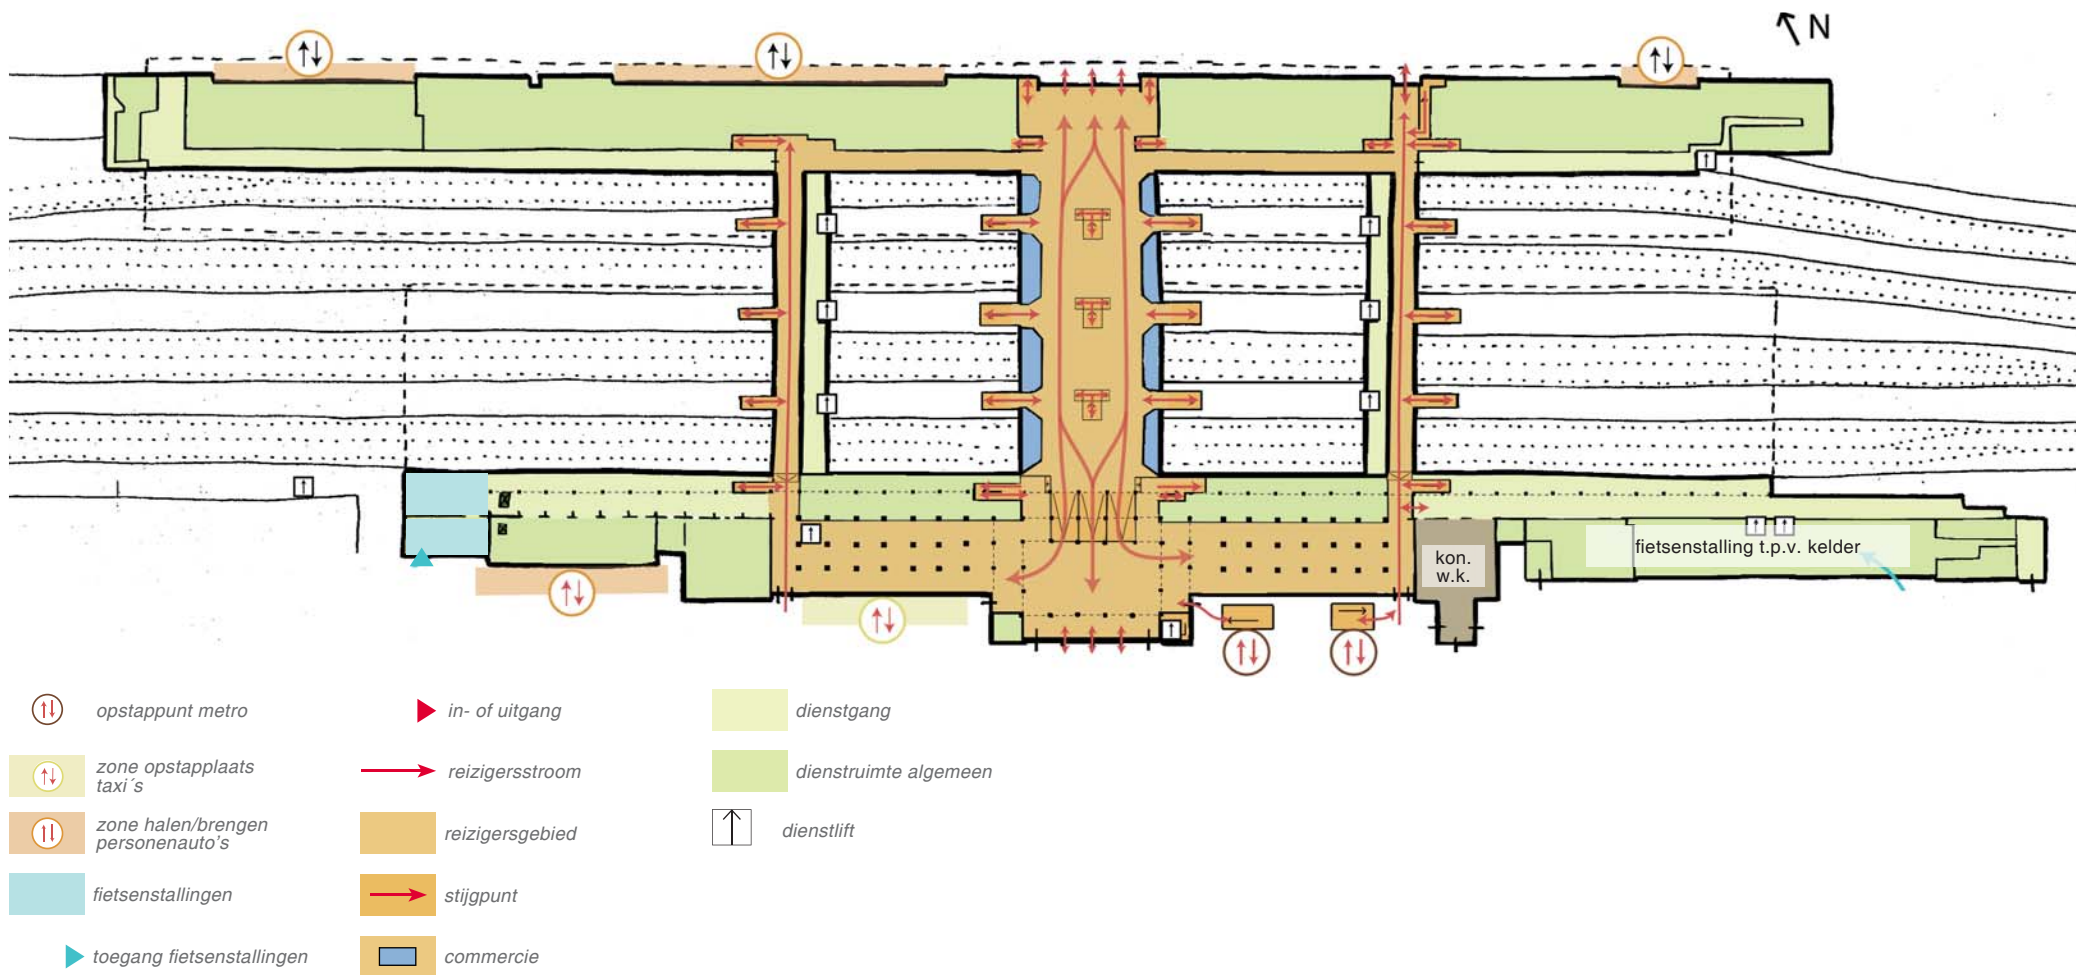 N
kon.
w.k.
fietsenstalling t.p.v. kelder
opstappunt metro
zone opstapplaats
taxi´s
zone halen/brengen
personenauto's
fietsenstallingen
toegang fietsenstallingen
in- of uitgang
reizigersstroom
reizigersgebied
stijgpunt
commercie
dienstgang
dienstruimte algemeen
dienstlift